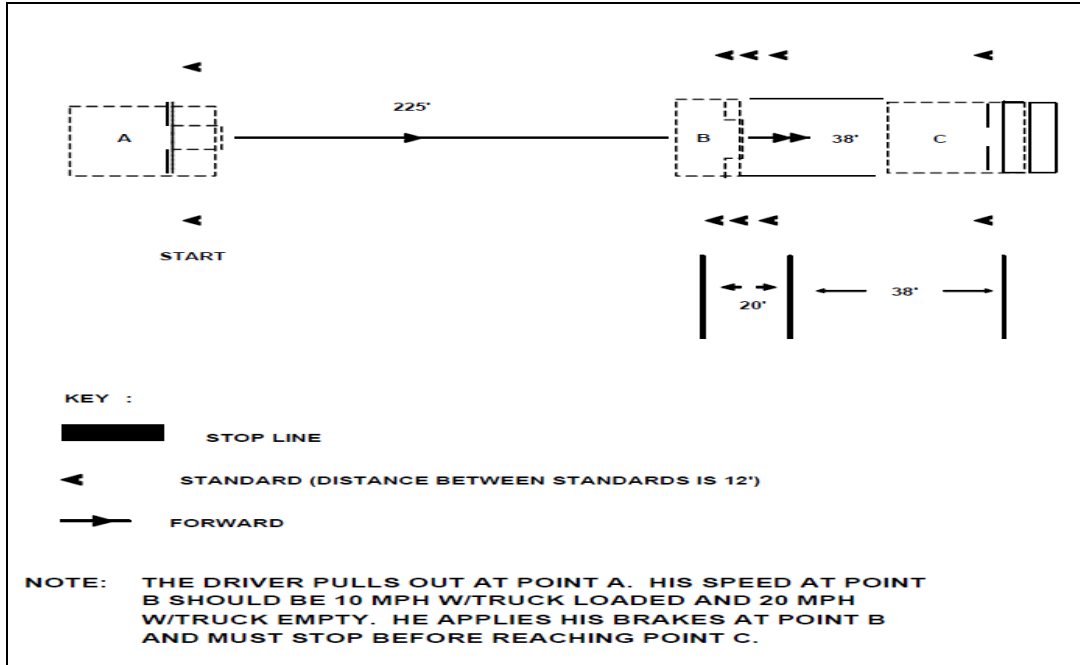 225'
A
B
38'
C
START
20'
38'
KEY :
STOP LINE
STANDARD (DISTANCE BETWEEN STANDARDS IS 12')
FORWARD
NOTE: THE DRIVER PULLS OUT AT POINT A. HIS SPEED AT POINT
B SHOULD BE 10 MPH W/TRUCK LOADED AND 20 MPH
W/TRUCK EMPTY. HE APPLIES HIS BRAKES AT POINT B
AND MUST STOP BEFORE REACHING POINT C.